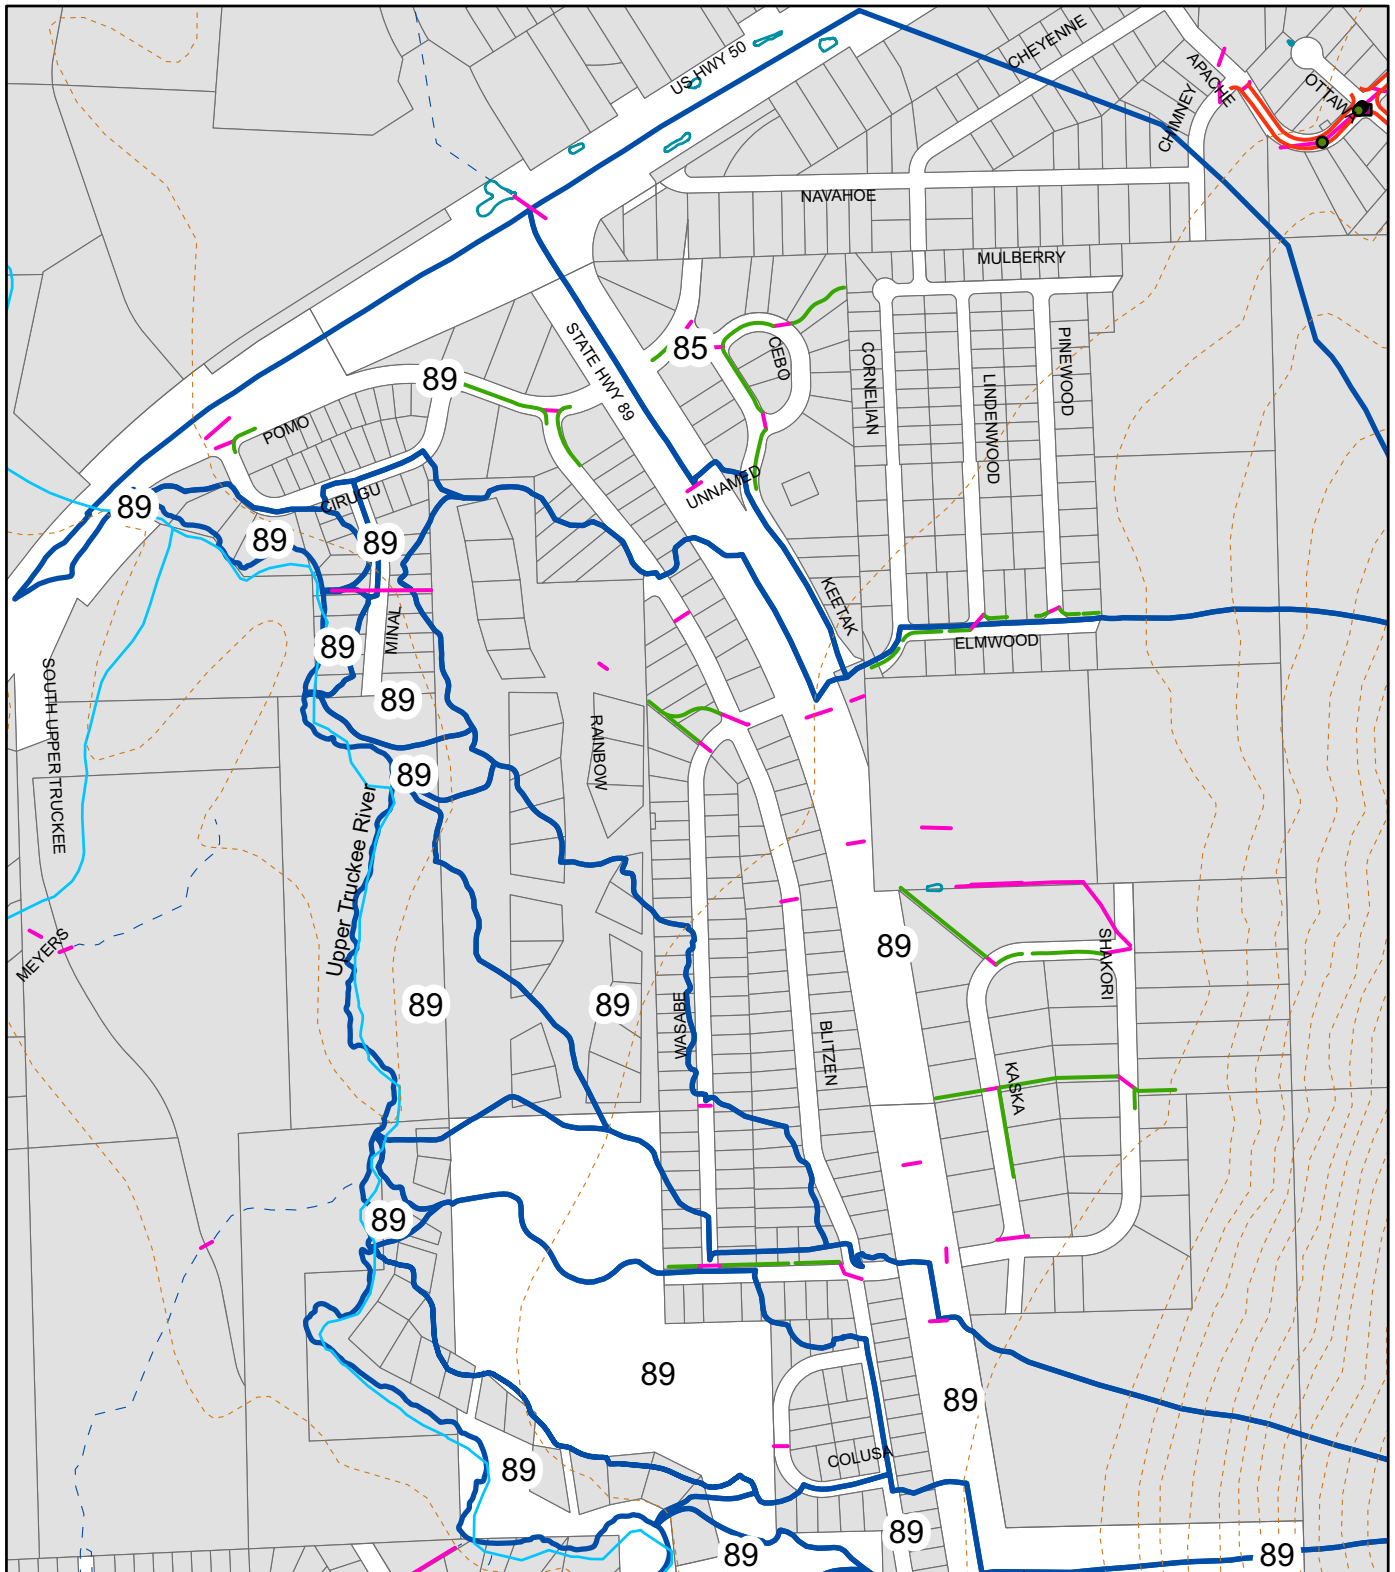 US HWY 50
CHEYENNE
APACHE
OTTAWA
CHIMNEY
NAVAHOE
MULBERRY
STATE HWY 89
85
CEBO
CORNELIAN
LINDENWOOD
PINEWOOD
89
POMO
CIRUGU
UNNAMED
89
89
89
KEETAK
ELMWOOD
MINAL
89
SOUTH UPPER TRUCKEE
89
RAINBOW
89
Upper Truckee River
MEYERS
89
SHAKORI
89
89
WASABE
BLITZEN
KASKA
89
89
89
COLUSA
89
89
89
89